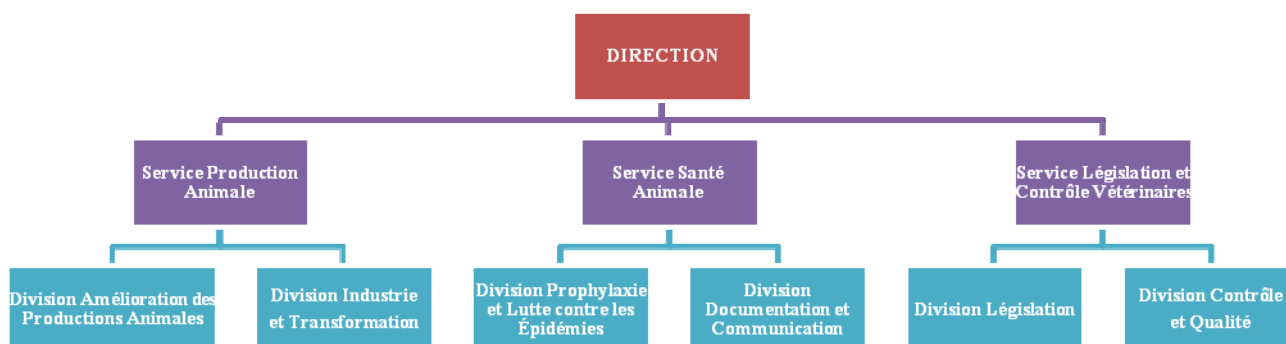 DIRECTION
Service Production
Animale
Service Santé
Animale
Service Législation et
Contrôle Vétérinaires
Division Amélioration des
Productions Animales
Division Industrie
et Transformation
Division Prophylaxie
et Lutte contre les
Épidémies
Division
Documentation et
Communication
Division Législation
Division Contrôle
et Qualité